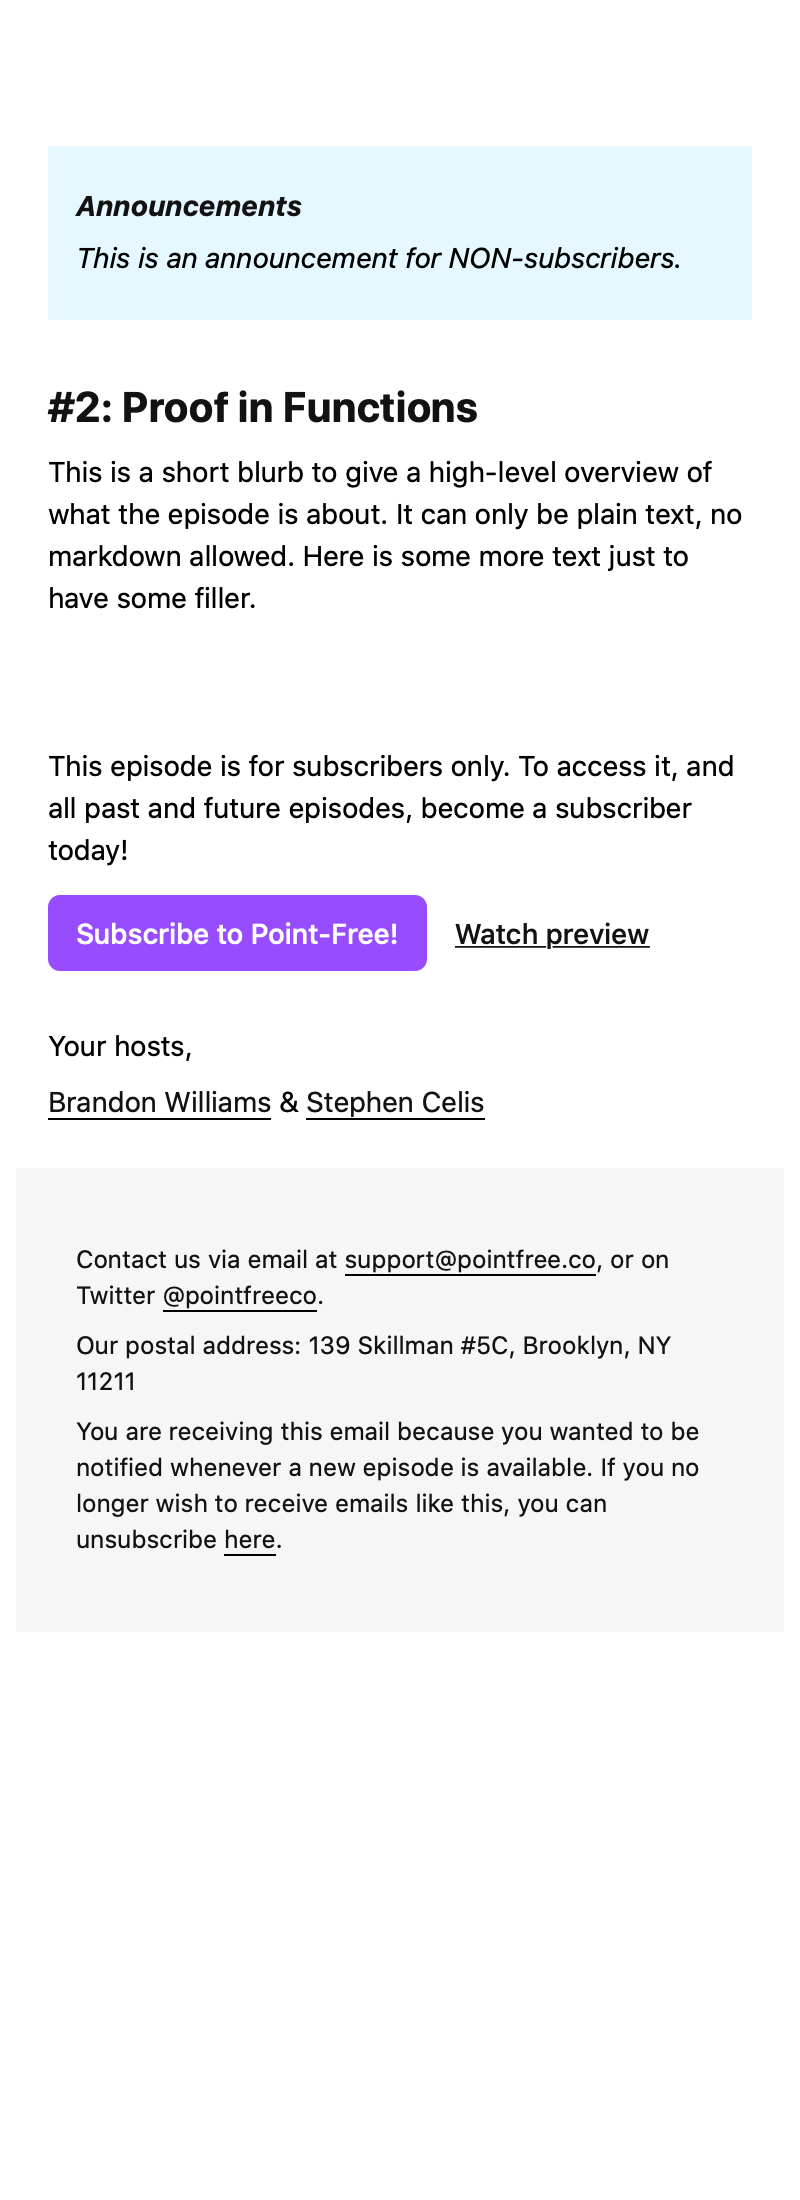 Announcements
This is an announcement for NON-subscribers.
#2: Proof in Functions
This is a short blurb to give a high-level overview of
what the episode is about. It can only be plain text, no
markdown allowed. Here is some more text just to
have some filler.
This episode is for subscribers only. To access it, and
all past and future episodes, become a subscriber
today!
Subscribe to Point-Free! Watch preview
Your hosts,
Brandon Williams & Stephen Celis
Contact us via email at support@pointfree.co, or on
Twitter @pointfreeco.
Our postal address: 139 Skillman #5C, Brooklyn, NY
11211
You are receiving this email because you wanted to be
notified whenever a new episode is available. If you no
longer wish to receive emails like this, you can
unsubscribe here.